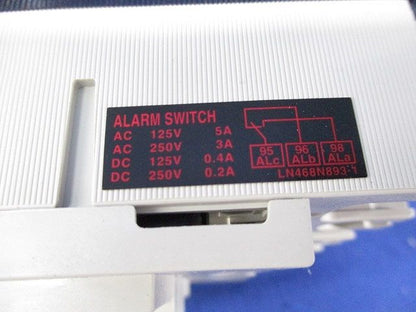 ALARM SWITCH
AC 125V 5A
AC 250V 3A
DC 125V 0.4A
DC 250V 0.2A
95 96 98
ALc ALb ALa
LN468N893-1